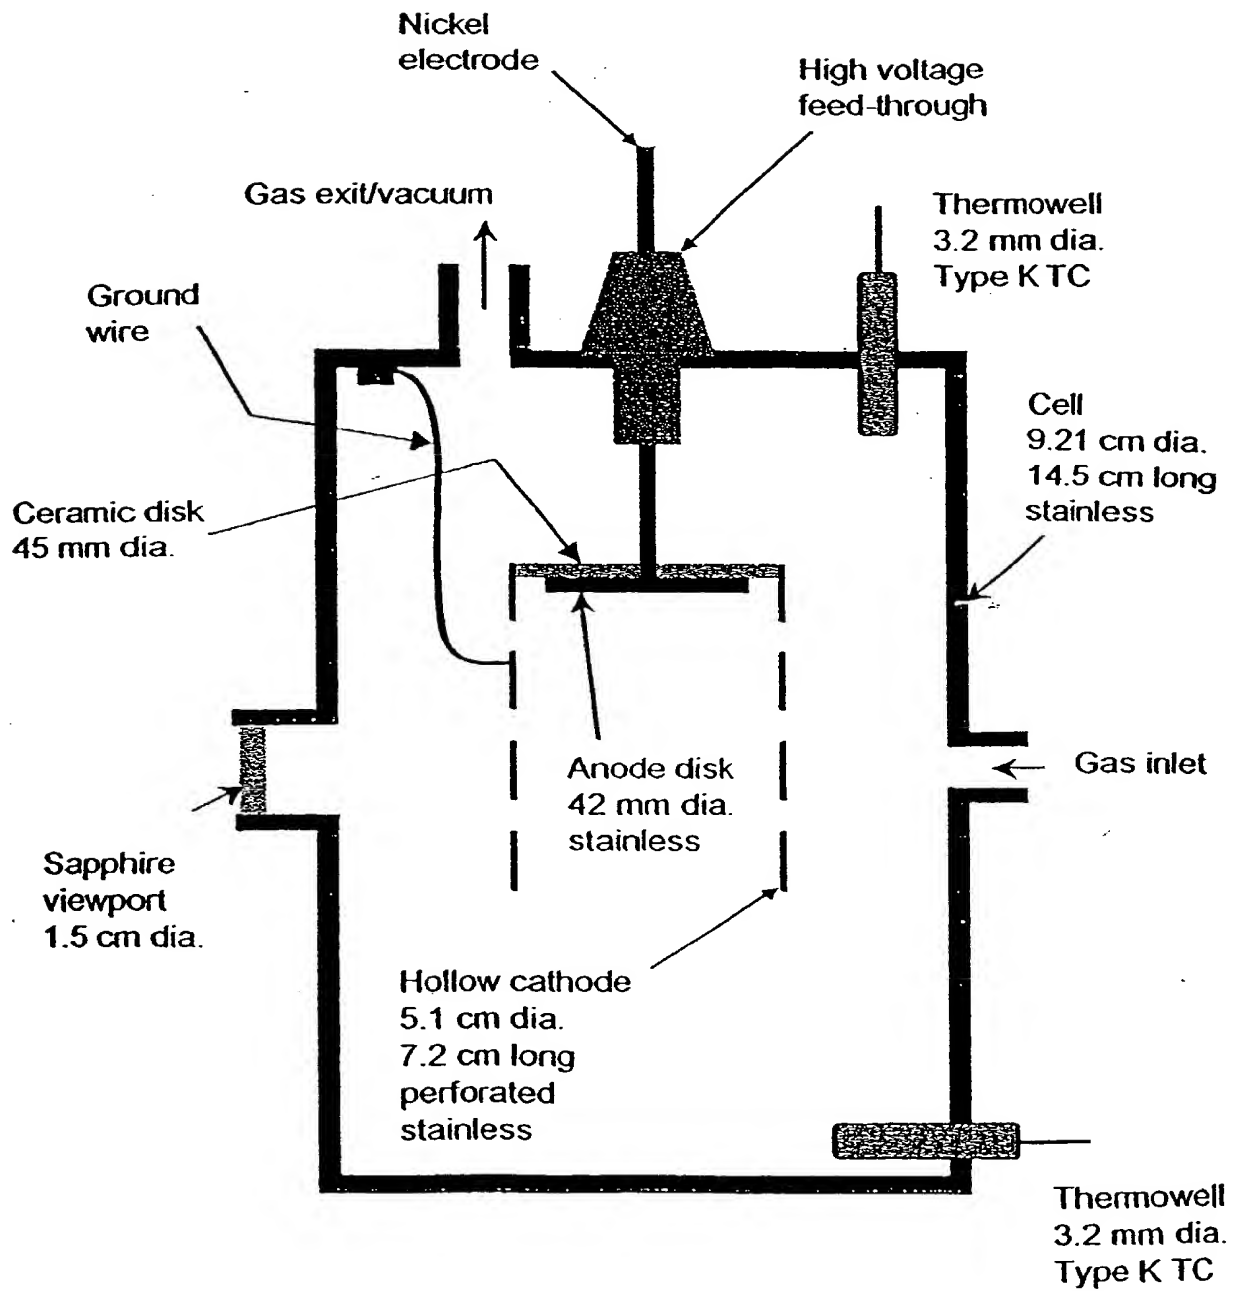 Nickel
electrode
High voltage
feed-through
Gas exit/vacuum
Thermowell
3.2 mm dia.
Type K TC
Ground
wire
Cell
9.21 cm dia.
14.5 cm long
stainless
Ceramic disk
45 mm dia.
Anode disk
42 mm dia.
stainless
Gas inlet
Sapphire
viewport
1.5 cm dia.
Hollow cathode
5.1 cm dia.
7.2 cm long
perforated
stainless
Thermowell
3.2 mm dia.
Type K TC